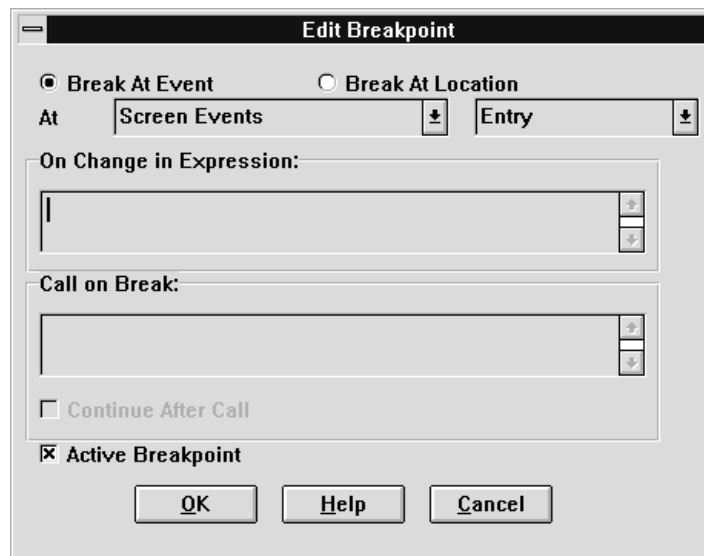 Edit Breakpoint
Break At Event Break At Location
At Screen Events Entry
On Change in Expression:
Call on Break:
Continue After Call
Active Breakpoint
OK Help Cancel